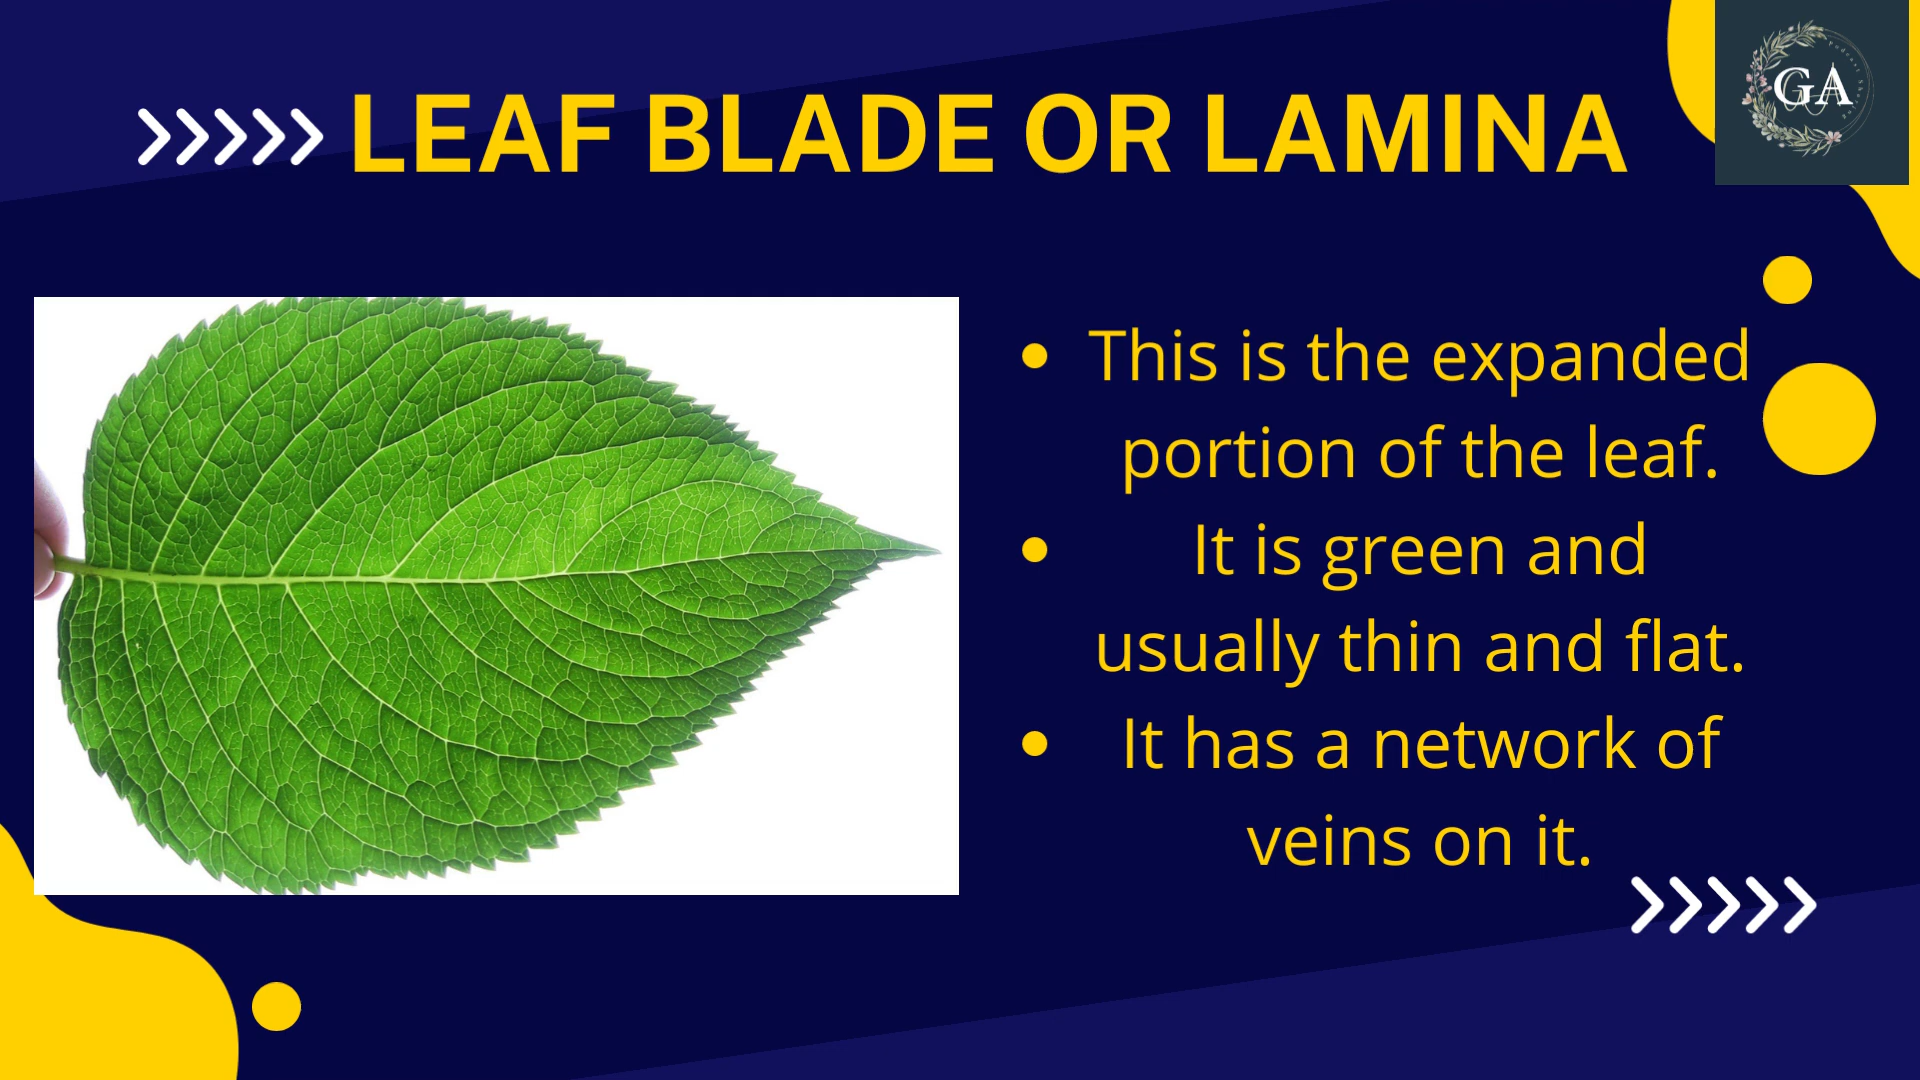 LEAF BLADE OR LAMINA
GA
This is the expanded
portion of the leaf.
It is green and
usually thin and flat.
It has a network of
veins on it.